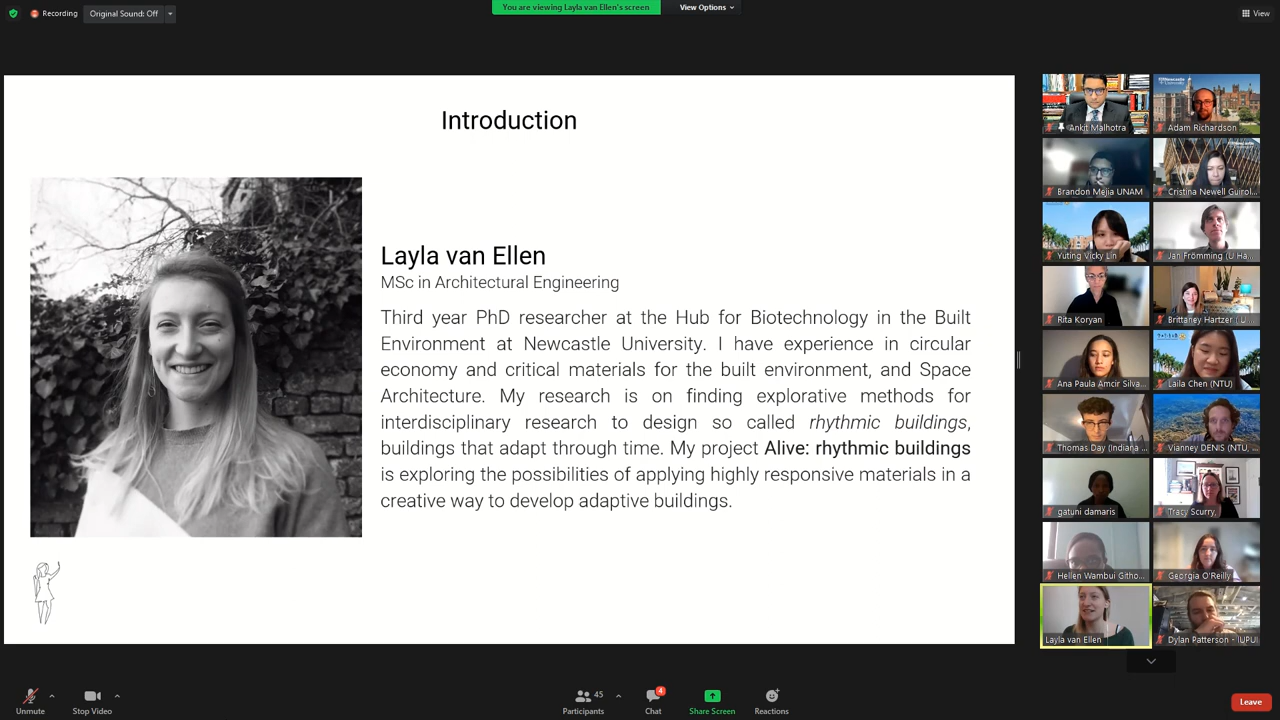 Recording
Original Sound: Off
You are viewing Layla van Ellen's screen
View Options
View
Introduction
Layla van Ellen
MSc in Architectural Engineering
Third year PhD researcher at the Hub for Biotechnology in the Built
Environment at Newcastle University. I have experience in circular
economy and critical materials for the built environment, and Space
Architecture. My research is on finding explorative methods for
interdisciplinary research to design so called rhythmic buildings,
buildings that adapt through time. My project Alive: rhythmic buildings
is exploring the possibilities of applying highly responsive materials in a
creative way to develop adaptive buildings.
Ankit Malhotra
Adam Richardson
Brandon Mejia UNAM
Cristina Newell Guirol...
Yuting Vicky Lin
Jan Frömming (U Ha...
Rita Koryan
Brittaney Hartzer (U...
Ana Paula Amcir Silva...
Laila Chen (NTU)
Thomas Day (Indiana ...
Vianney DENIS (NTU, ...
gatuni damaris
Tracy Scurry,
Hellen Wambui Githo...
Georgia O'Reilly
Layla van Ellen
Dylan Patterson - IUPUI
Unmute
Stop Video
45
Participants
4
Chat
Share Screen
Reactions
Leave